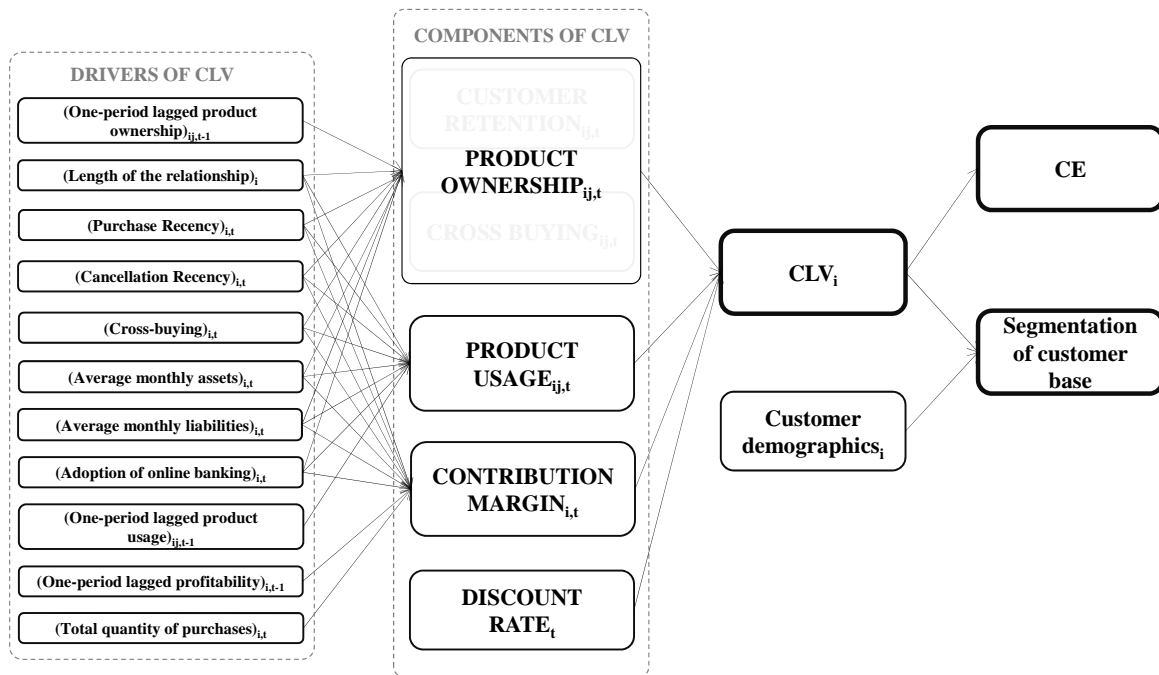 DRIVERS OF CLV
(One-period lagged product
ownership)ij,t-1
(Length of the relationship)i
(Purchase Recency)i,t
(Cancellation Recency)i,t
(Cross-buying)i,t
(Average monthly assets)i,t
(Average monthly liabilities)i,t
(Adoption of online banking)i,t
(One-period lagged product
usage)ij,t-1
(One-period lagged profitability)i,t-1
(Total quantity of purchases)i,t
COMPONENTS OF CLV
CUSTOMER
RETENTIONij,t
PRODUCT
OWNERSHIPij,t
CROSS BUYINGij,t
PRODUCT
USAGEij,t
CONTRIBUTION
MARGINi,t
DISCOUNT
RATEt
CLVi
Customer
demographicsi
CE
Segmentation
of customer
base